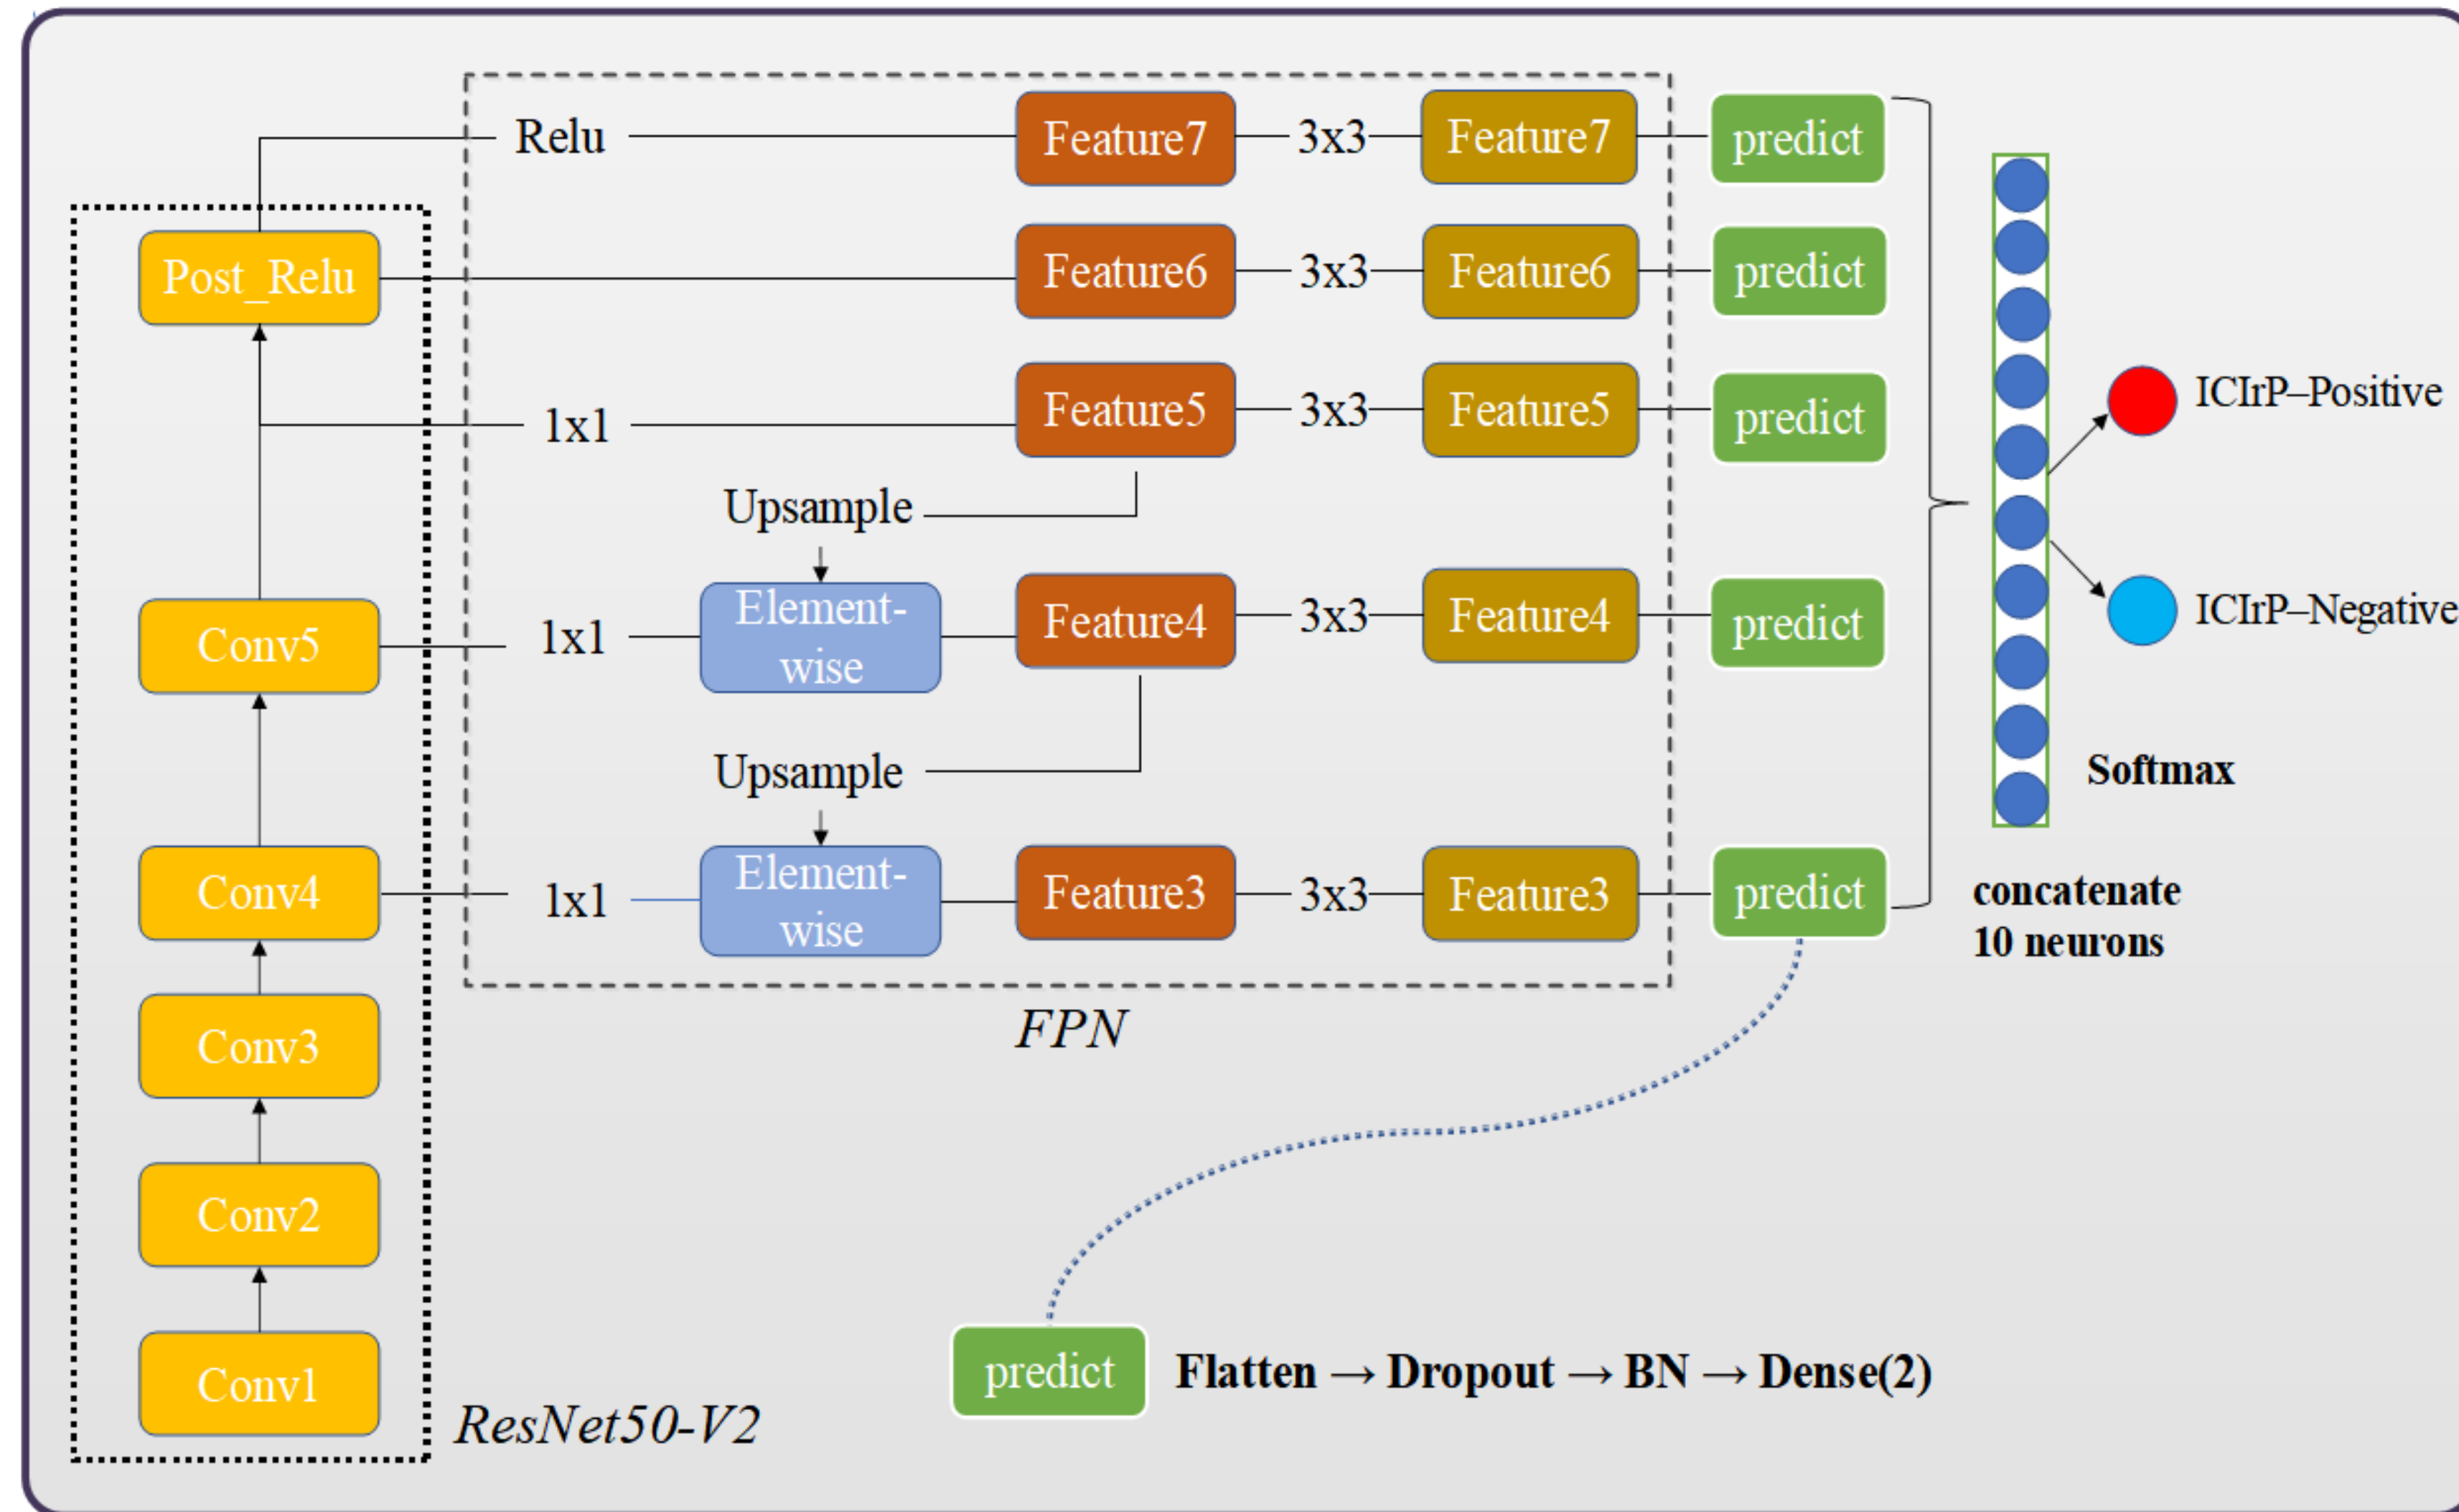 Relu
Feature7
3x3
Feature7
predict
Post_Relu
Feature6
3x3
Feature6
predict
1x1
Feature5
3x3
Feature5
predict
ICIrP–Positive
Upsample
Conv5
1x1
Element-
wise
Feature4
3x3
Feature4
predict
ICIrP–Negative
Upsample
Softmax
Conv4
1x1
Element-
wise
Feature3
3x3
Feature3
predict
concatenate
10 neurons
FPN
Conv3
Conv2
Conv1
ResNet50-V2
predict
Flatten → Dropout → BN → Dense(2)